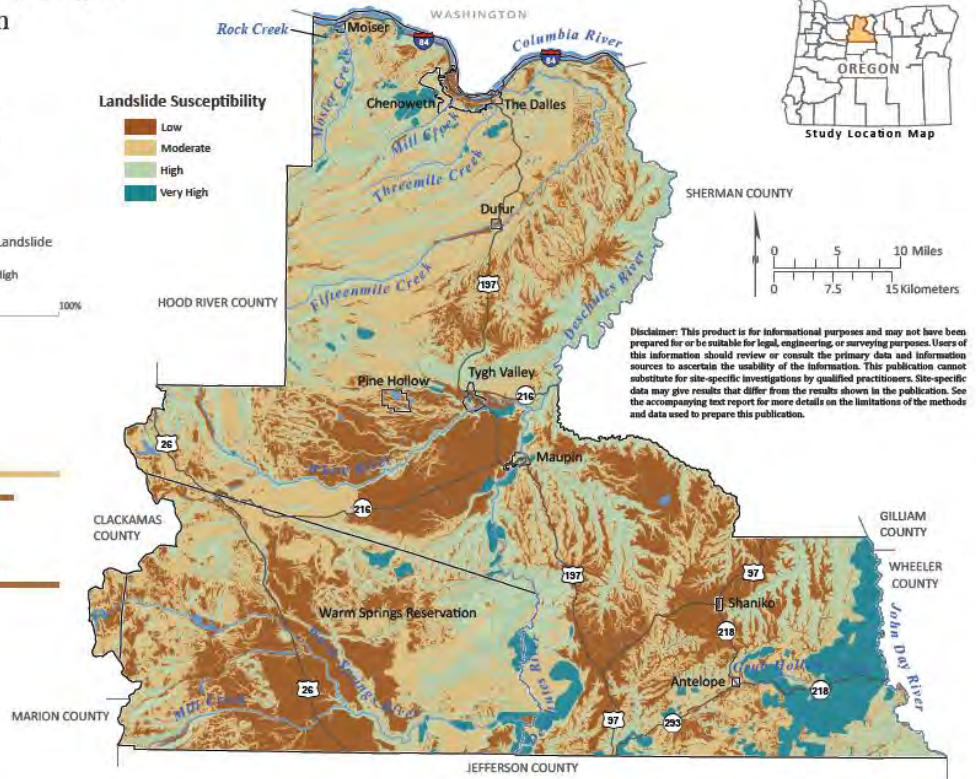 n
WASHINGTON
Rock Creek
Moiser
84
Columbia River
84
OREGON
Study Location Map
Landslide Susceptibility
Low
Moderate
High
Very High
Mosier Creek
Chenoweth
The Dalles
Mill Creek
Threemile Creek
SHERMAN COUNTY
Dufur
Landslide
High
100%
0 5 10 Miles
0 7.5 15 Kilometers
N
197
Fifteenmile Creek
Deschutes River
HOOD RIVER COUNTY
Disclaimer: This product is for informational purposes and may not have been
prepared for or be suitable for legal, engineering, or surveying purposes. Users of
this information should review or consult the primary data and information
sources to ascertain the usability of the information. This publication cannot
substitute for site-specific investigations by qualified practitioners. Site-specific
data may give results that differ from the results shown in the publication. See
the accompanying text report for more details on the limitations of the methods
and data used to prepare this publication.
Pine Hollow
Tygh Valley
216
26
White River
Maupin
216
CLACKAMAS
COUNTY
GILLIAM
COUNTY
WHEELER
COUNTY
197
97
Shaniko
Warm Springs Reservation
218
John Day River
Antelope
218
26
Mill Creek
MARION COUNTY
97
293
JEFFERSON COUNTY